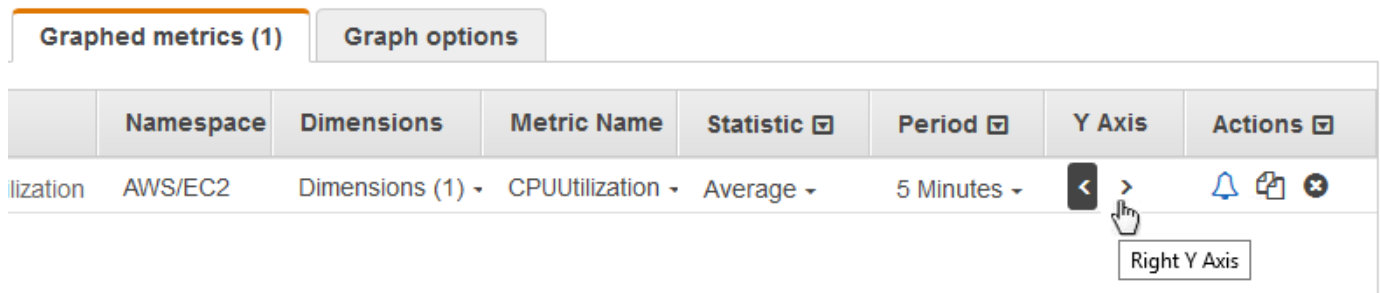 Graphed metrics (1) Graph options
Namespace Dimensions Metric Name Statistic Period Y Axis Actions
ilization AWS/EC2 Dimensions (1) CPUUtilization Average 5 Minutes < >
Right Y Axis